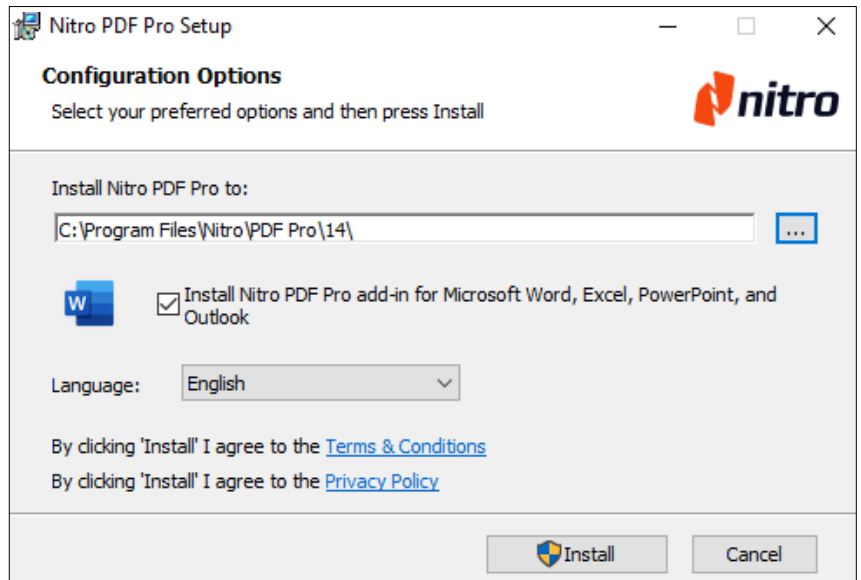 Nitro PDF Pro Setup
Configuration Options
Select your preferred options and then press Install
nitro
Install Nitro PDF Pro to:
C:\Program Files\Nitro\PDF Pro\14\
...
W
Install Nitro PDF Pro add-in for Microsoft Word, Excel, PowerPoint, and
Outlook
Language:
English
By clicking 'Install' I agree to the Terms & Conditions
By clicking 'Install' I agree to the Privacy Policy
Install
Cancel